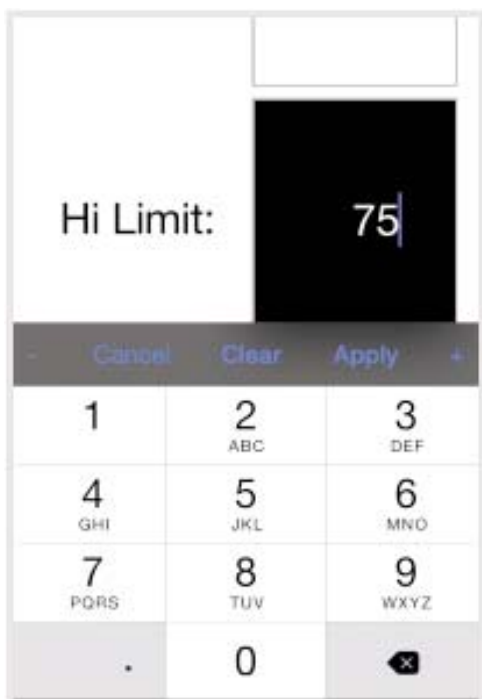 Hi Limit: 75
- Cancel Clear Apply +
1 2 3
ABC DEF
4 5 6
GHI JKL MNO
7 8 9
PQRS TUV WXYZ
. 0